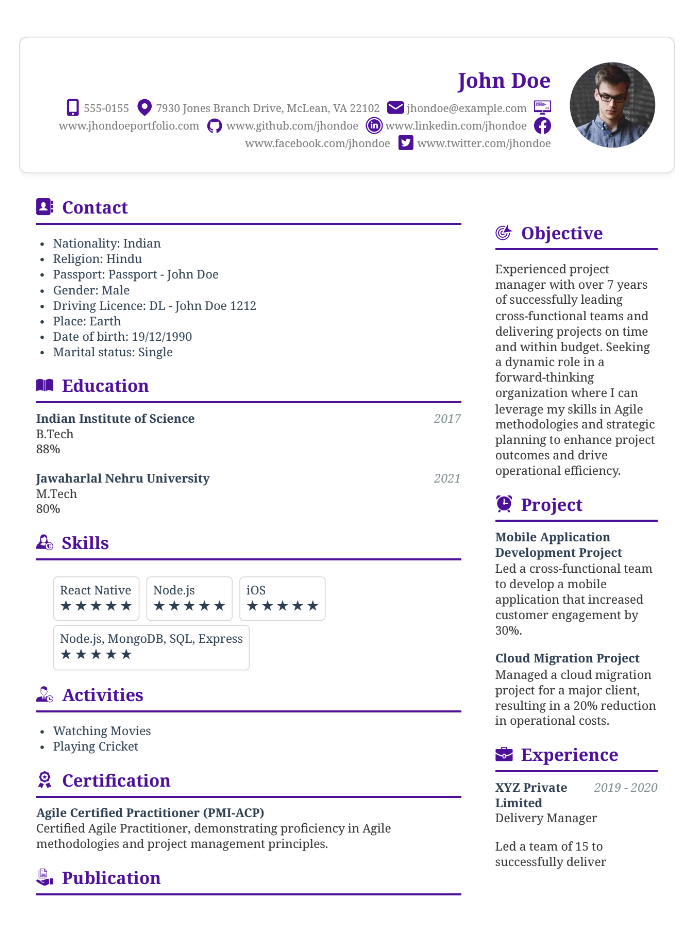 John Doe
555-0155 7930 Jones Branch Drive, McLean, VA 22102 jhondoe@example.com
www.jhondoeportfolio.com www.github.com/jhondoe www.linkedin.com/jhondoe
www.facebook.com/jhondoe www.twitter.com/jhondoe
Contact
• Nationality: Indian
• Religion: Hindu
• Passport: Passport - John Doe
• Gender: Male
• Driving Licence: DL - John Doe 1212
• Place: Earth
• Date of birth: 19/12/1990
• Marital status: Single
Education
Indian Institute of Science 2017
B.Tech
88%
Jawaharlal Nehru University 2021
M.Tech
80%
Skills
React Native Node.js iOS
★★★★★ ★★★★★ ★★★★★
Node.js, MongoDB, SQL, Express
★★★★★
Activities
• Watching Movies
• Playing Cricket
Certification
Agile Certified Practitioner (PMI-ACP)
Certified Agile Practitioner, demonstrating proficiency in Agile
methodologies and project management principles.
Publication
Objective
Experienced project
manager with over 7 years
of successfully leading
cross-functional teams and
delivering projects on time
and within budget. Seeking
a dynamic role in a
forward-thinking
organization where I can
leverage my skills in Agile
methodologies and strategic
planning to enhance project
outcomes and drive
operational efficiency.
Project
Mobile Application
Development Project
Led a cross-functional team
to develop a mobile
application that increased
customer engagement by
30%.
Cloud Migration Project
Managed a cloud migration
project for a major client,
resulting in a 20% reduction
in operational costs.
Experience
XYZ Private 2019 - 2020
Limited
Delivery Manager
Led a team of 15 to
successfully deliver